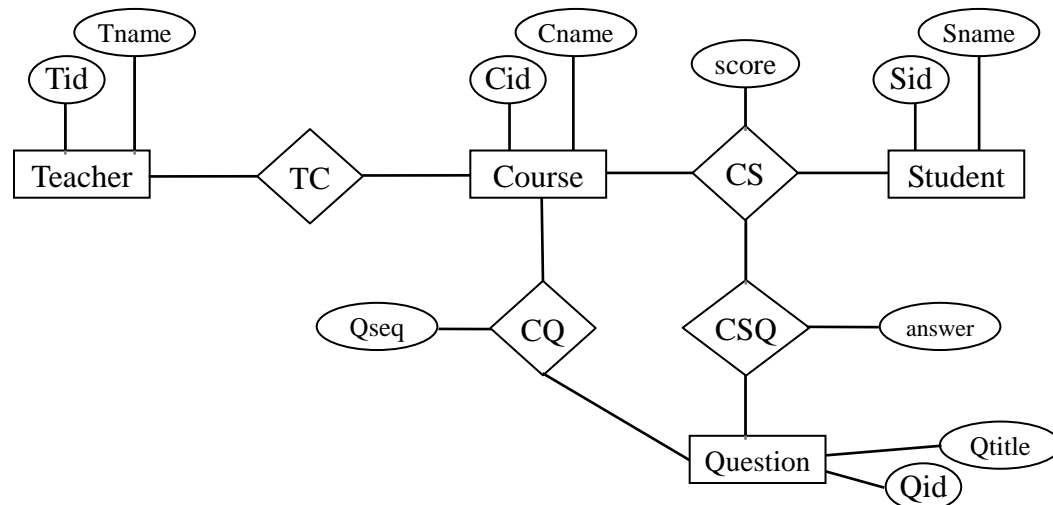 Tname
Cname
Sname
Tid
Cid
score
Sid
Teacher
TC
Course
CS
Student
Qseq
CQ
CSQ
answer
Question
Qtitle
Qid